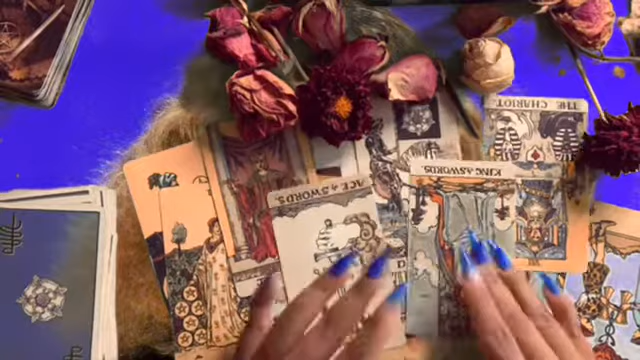 THE CHARIOT.
KING of SWORDS.
ACE of SWORDS.